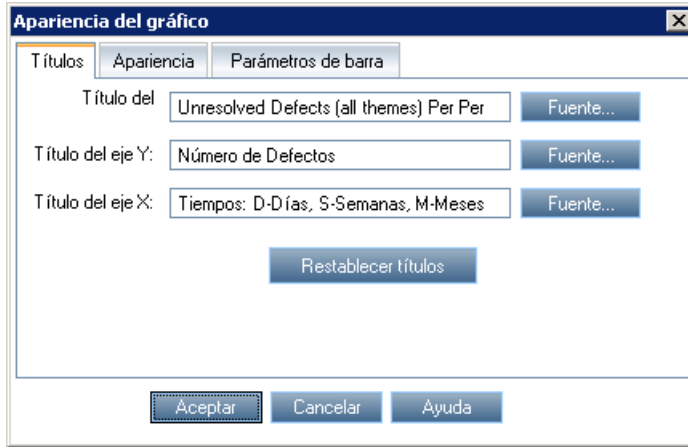 Apariencia del gráfico
Títulos
Apariencia
Parámetros de barra
Título del
Unresolved Defects (all themes) Per Per
Fuente...
Título del eje Y:
Número de Defectos
Fuente...
Título del eje X:
Tiempos: D-Días, S-Semanas, M-Meses
Fuente...
Restablecer títulos
Aceptar
Cancelar
Ayuda